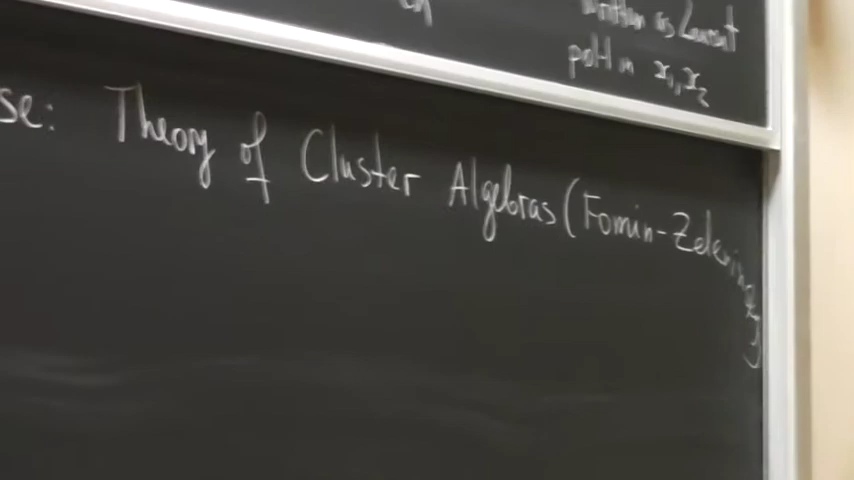 written as Laurent
poly in x₁,x₂
se: Theory of Cluster Algebras (Fomin-Zelevinsky)